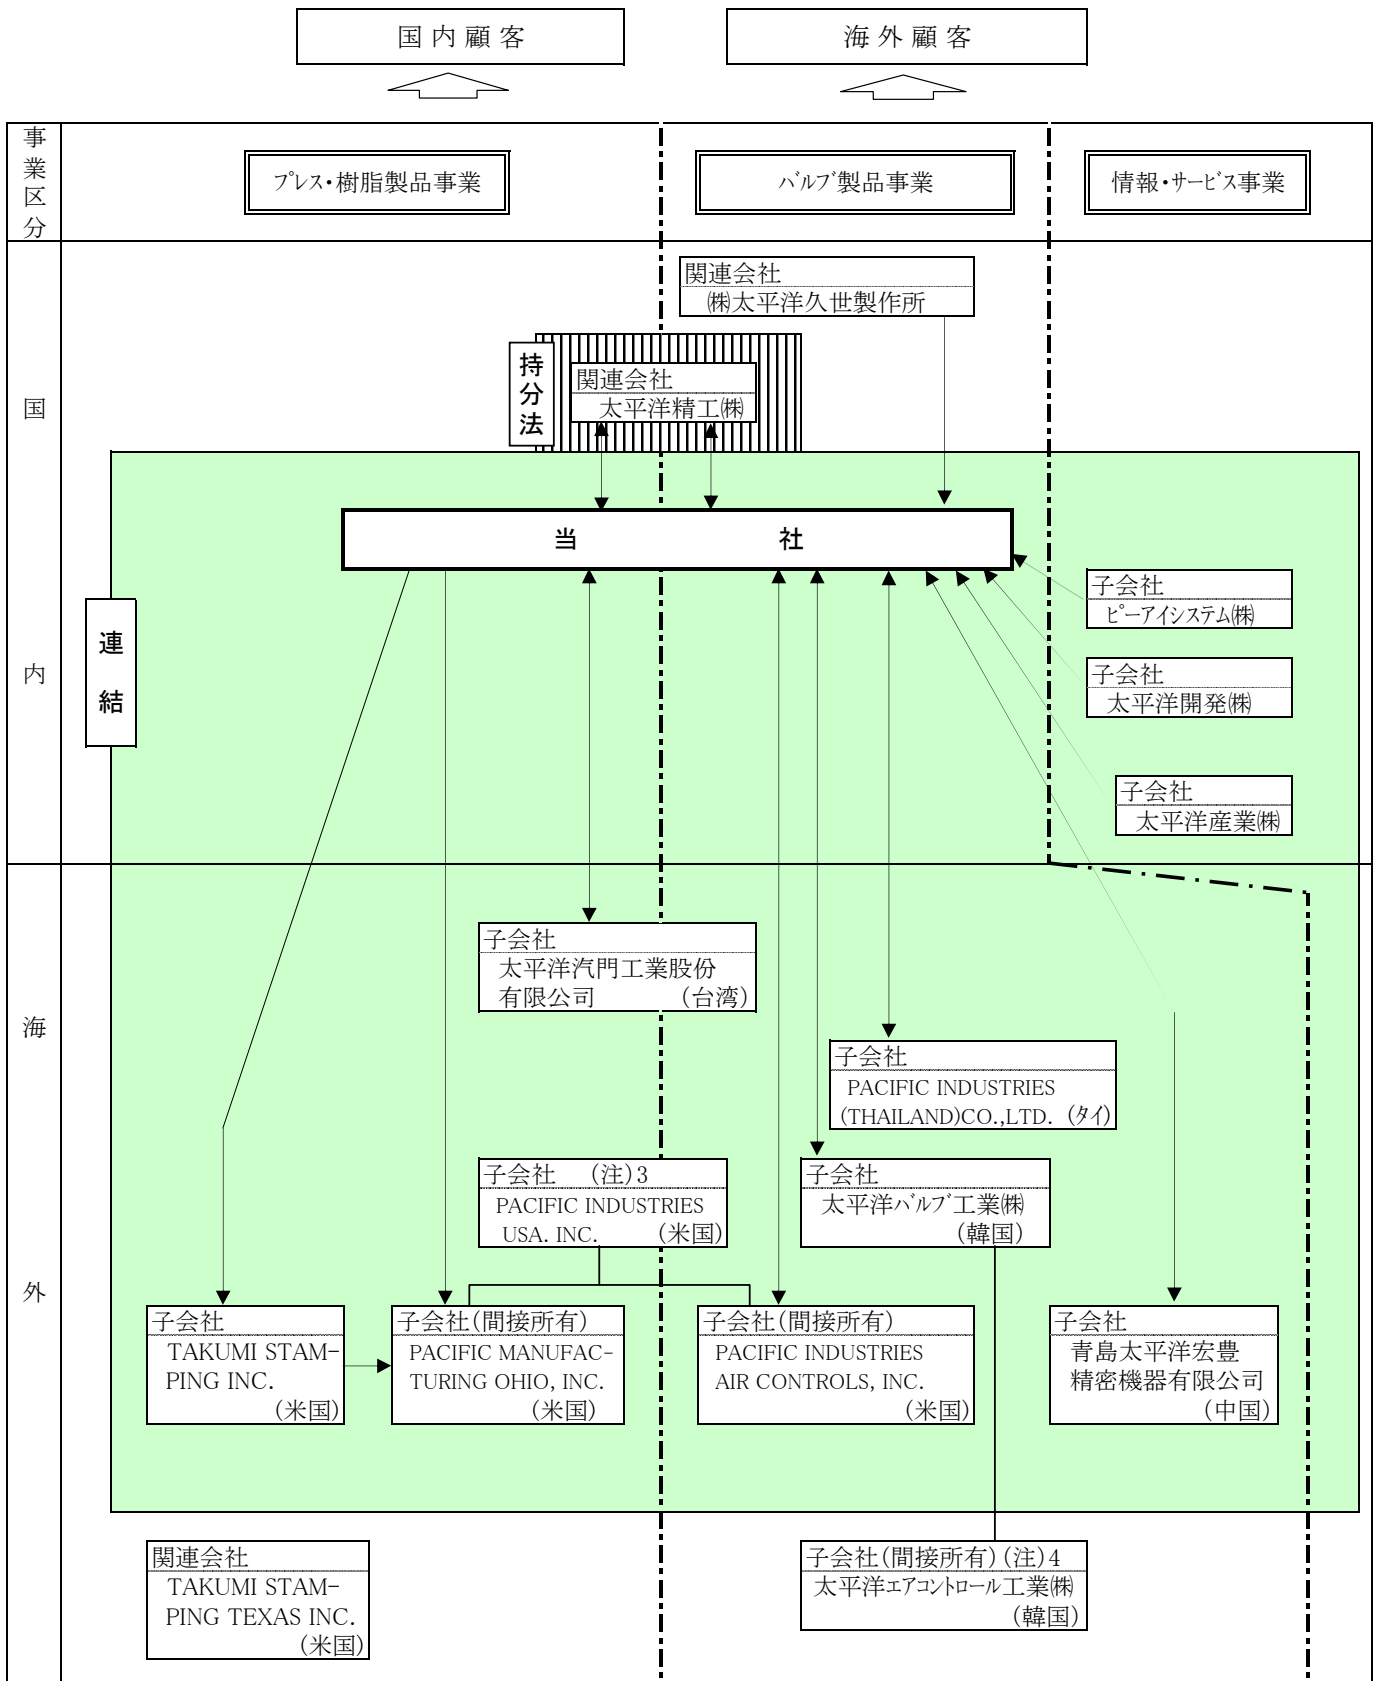 国内顧客
海外顧客
事業区分
プレス・樹脂製品事業
バルブ製品事業
情報・サービス事業
国内
関連会社
㈱太平洋久世製作所
持分法
関連会社
太平洋精工㈱
当社
連結
子会社
ピーアイシステム㈱
子会社
太平洋開発㈱
子会社
太平洋産業㈱
海外
子会社
太平洋汽門工業股份
有限公司 (台湾)
子会社
PACIFIC INDUSTRIES
(THAILAND)CO.,LTD. (タイ)
子会社 (注)3
PACIFIC INDUSTRIES
USA. INC. (米国)
子会社
太平洋バルブ工業㈱
(韓国)
子会社
TAKUMI STAM-
PING INC.
(米国)
子会社(間接所有)
PACIFIC MANUFAC-
TURING OHIO, INC.
(米国)
子会社(間接所有)
PACIFIC INDUSTRIES
AIR CONTROLS, INC.
(米国)
子会社
青島太平洋宏豊
精密機器有限公司
(中国)
関連会社
TAKUMI STAM-
PING TEXAS INC.
(米国)
子会社(間接所有)(注)4
太平洋エアコントロール工業㈱
(韓国)